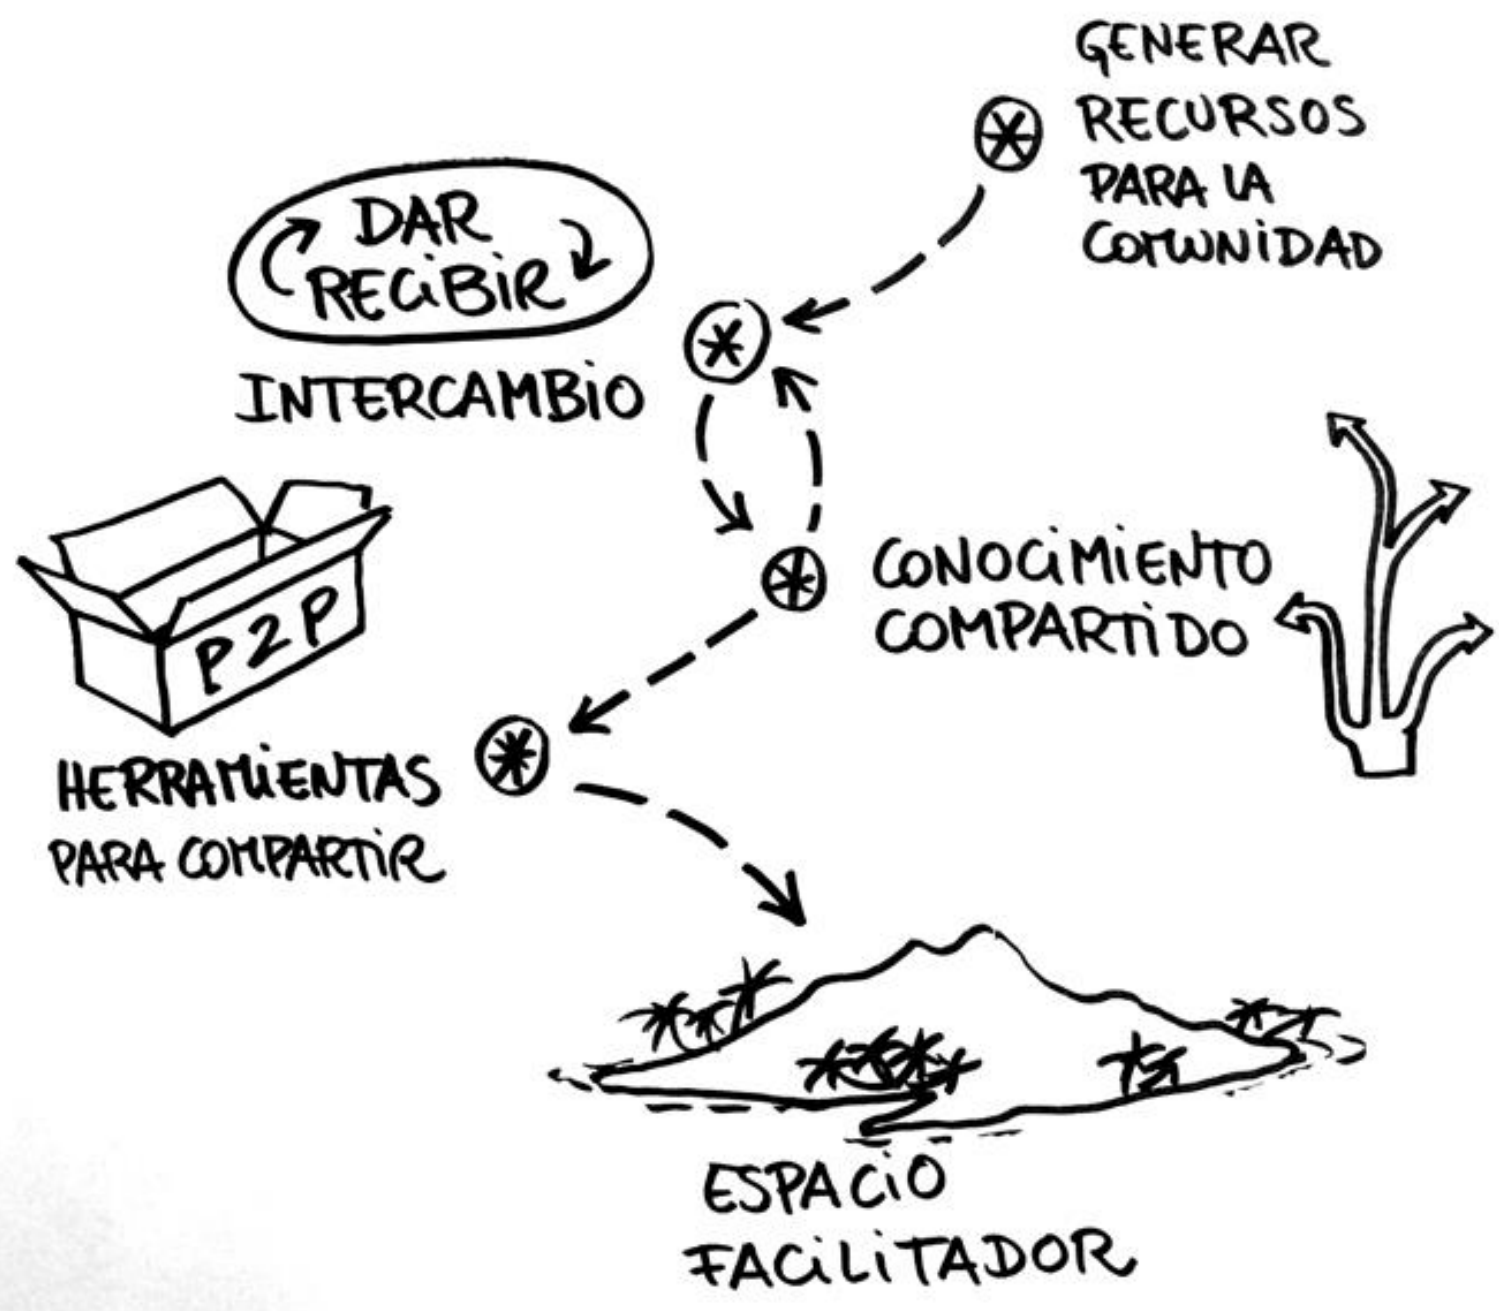 GENERAR
RECURSOS
PARA LA
COMUNIDAD
DAR
RECIBIR
INTERCAMBIO
CONOCIMIENTO
COMPARTIDO
P2P
HERRAMIENTAS
PARA COMPARTIR
ESPACIO
FACILITADOR